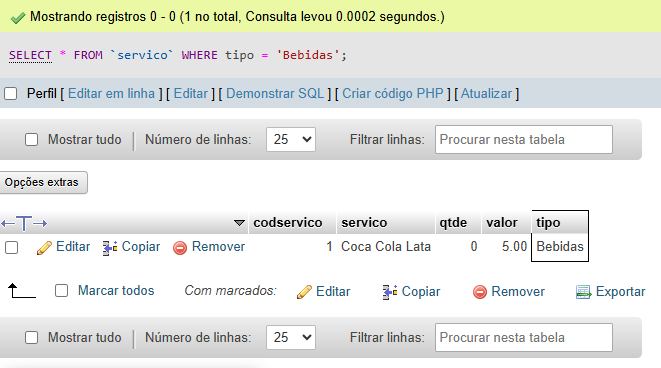 Mostrando registros 0 - 0 (1 no total, Consulta levou 0.0002 segundos.)
SELECT * FROM `servico` WHERE tipo = 'Bebidas';
Perfil [ Editar em linha ] [ Editar ] [ Demonstrar SQL ] [ Criar código PHP ] [ Atualizar ]
Mostrar tudo Número de linhas: 25 Filtrar linhas: Procurar nesta tabela
Opções extras
←T→ codservico servico qtde valor tipo
Editar Copiar Remover 1 Coca Cola Lata 0 5.00 Bebidas
Marcar todos Com marcados: Editar Copiar Remover Exportar
Mostrar tudo Número de linhas: 25 Filtrar linhas: Procurar nesta tabela